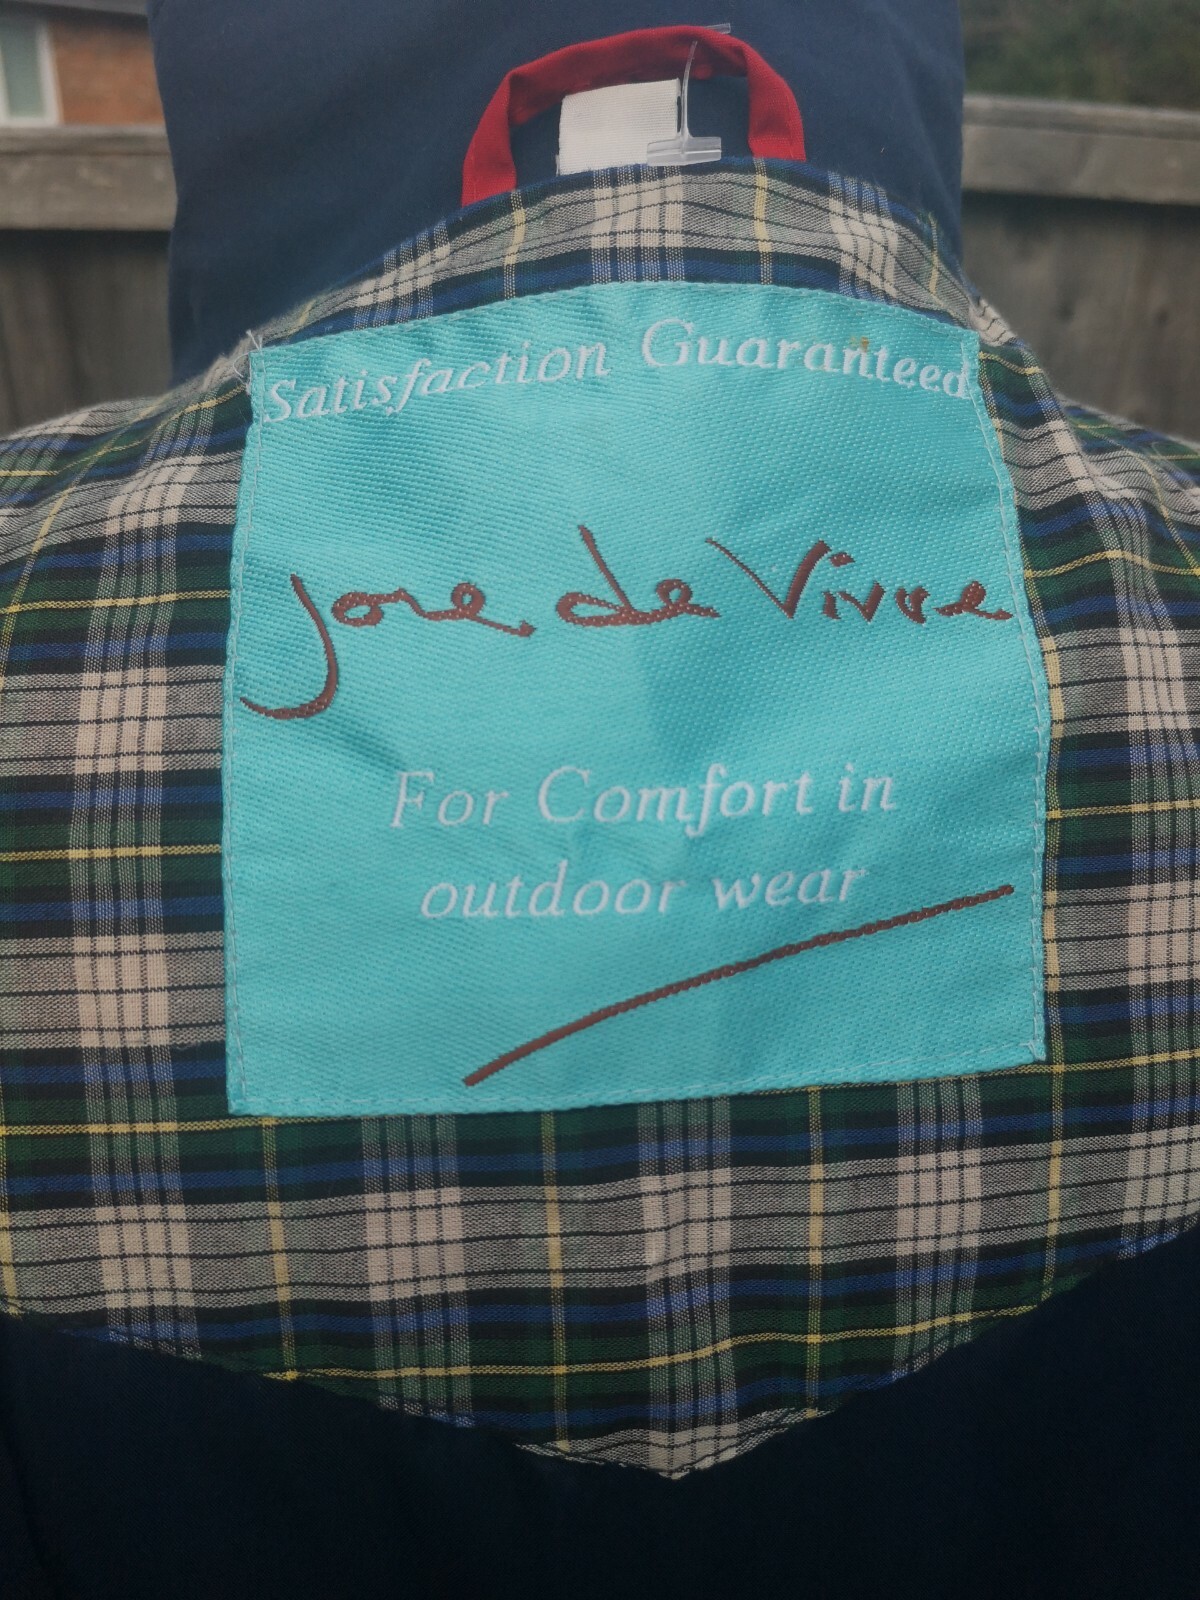 Satisfaction Guaranteed
Joie de Vivre
For Comfort in
outdoor wear